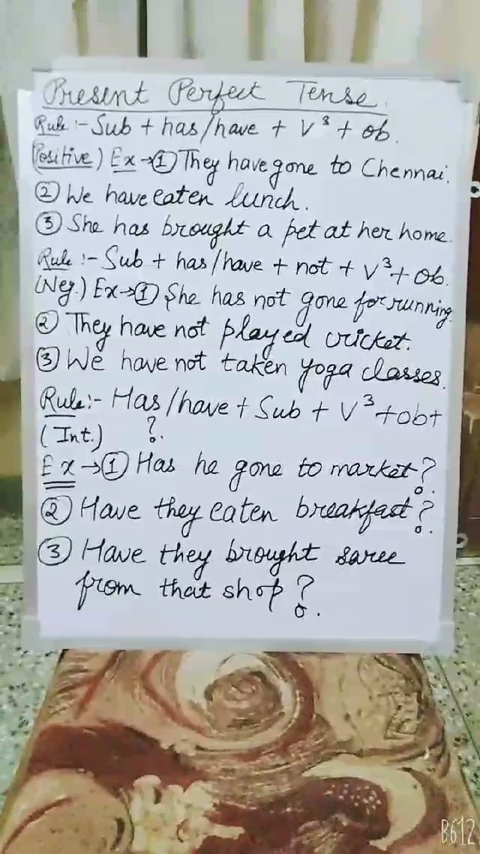 Present Perfect Tense.
Rule :- Sub + has/have + V³ + ob.
(Positive) Ex → ① They have gone to Chennai.
② We have eaten lunch.
③ She has brought a pet at her home.
Rule :- Sub + has/have + not + V³ + Ob.
(Neg.) Ex → ① She has not gone for running.
② They have not played cricket.
③ We have not taken yoga classes.
Rule:- Has/have + Sub + V³ + ob +
(Int.) ?
Ex → ① Has he gone to market?
② Have they eaten breakfast?
③ Have they brought saree
from that shop?
B612